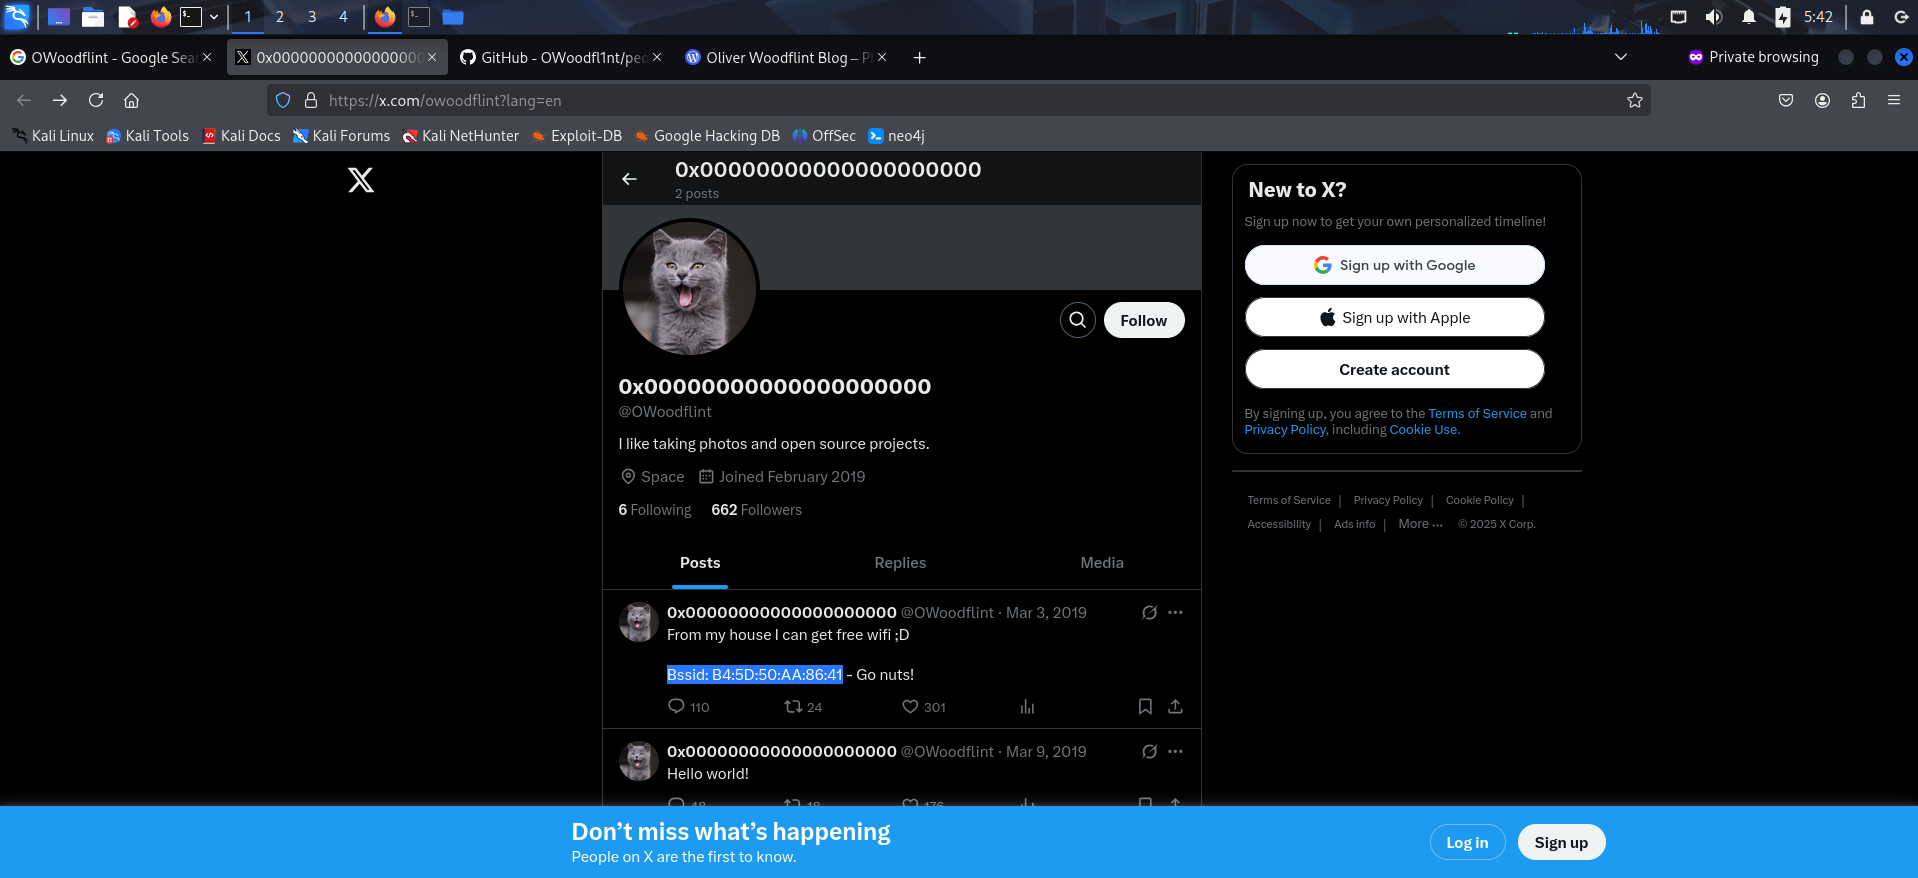 1 2 3 4 5:42
OWoodflint - Google Sear
0x0000000000000000
GitHub - OWoodfl1nt/peo
Oliver Woodflint Blog – P
Private browsing
https://x.com/owoodflint?lang=en
Kali Linux Kali Tools Kali Docs Kali Forums Kali NetHunter Exploit-DB Google Hacking DB OffSec neo4j
0x00000000000000000000
2 posts
Follow
0x00000000000000000000
@OWoodflint
I like taking photos and open source projects.
Space Joined February 2019
6 Following 662 Followers
Posts Replies Media
0x00000000000000000000 @OWoodflint · Mar 3, 2019
From my house I can get free wifi ;D
Bssid: B4:5D:50:AA:86:41 - Go nuts!
110 24 301
0x00000000000000000000 @OWoodflint · Mar 9, 2019
Hello world!
48 18 176
New to X?
Sign up now to get your own personalized timeline!
Sign up with Google
Sign up with Apple
Create account
By signing up, you agree to the Terms of Service and
Privacy Policy, including Cookie Use.
Terms of Service | Privacy Policy | Cookie Policy |
Accessibility | Ads info | More ··· © 2025 X Corp.
Don’t miss what’s happening
People on X are the first to know.
Log in
Sign up